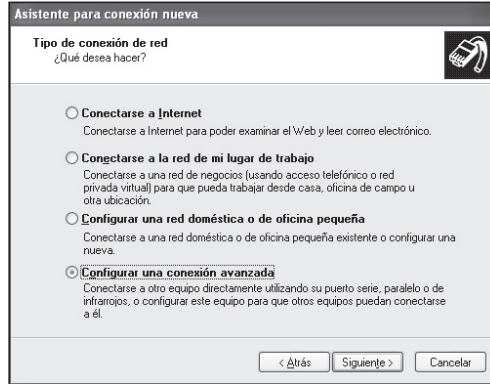 Asistente para conexión nueva
Tipo de conexión de red
¿Qué desea hacer?
Conectarse a Internet
Conectarse a Internet para poder examinar el Web y leer correo electrónico.
Conectarse a la red de mi lugar de trabajo
Conectarse a una red de negocios (usando acceso telefónico o red
privada virtual) para que pueda trabajar desde casa, oficina de campo u
otra ubicación.
Configurar una red doméstica o de oficina pequeña
Conectarse a una red doméstica o de oficina pequeña existente o configurar una
nueva.
Configurar una conexión avanzada
Conectarse a otro equipo directamente utilizando su puerto serie, paralelo o de
infrarrojos, o configurar este equipo para que otros equipos puedan conectarse
a él.
< Atrás Siguiente > Cancelar